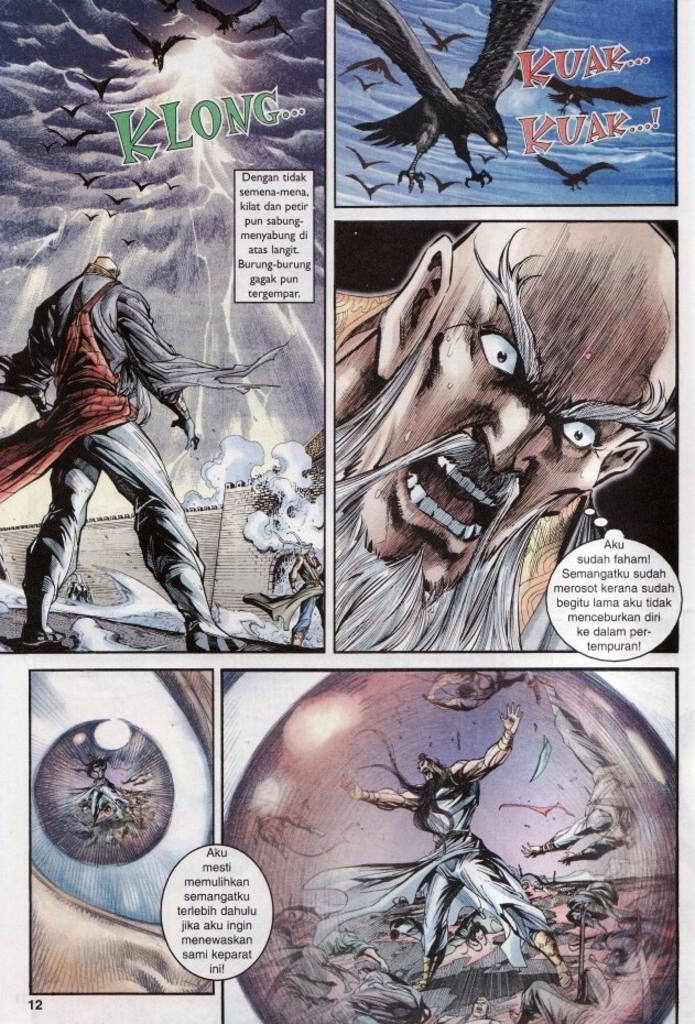 KLONG...
Dengan tidak
semena-mena,
kilat dan petir
pun sabung-
menyabung di
atas langit.
Burung-burung
gagak pun
tergempar.
KUAK...
KUAK...!
Aku
sudah faham!
Semangatku sudah
merosot kerana sudah
begitu lama aku tidak
menceburkan diri
ke dalam per-
tempuran!
Aku
mesti
memulihkan
semangatku
terlebih dahulu
jika aku ingin
menewaskan
sami keparat
ini!
12